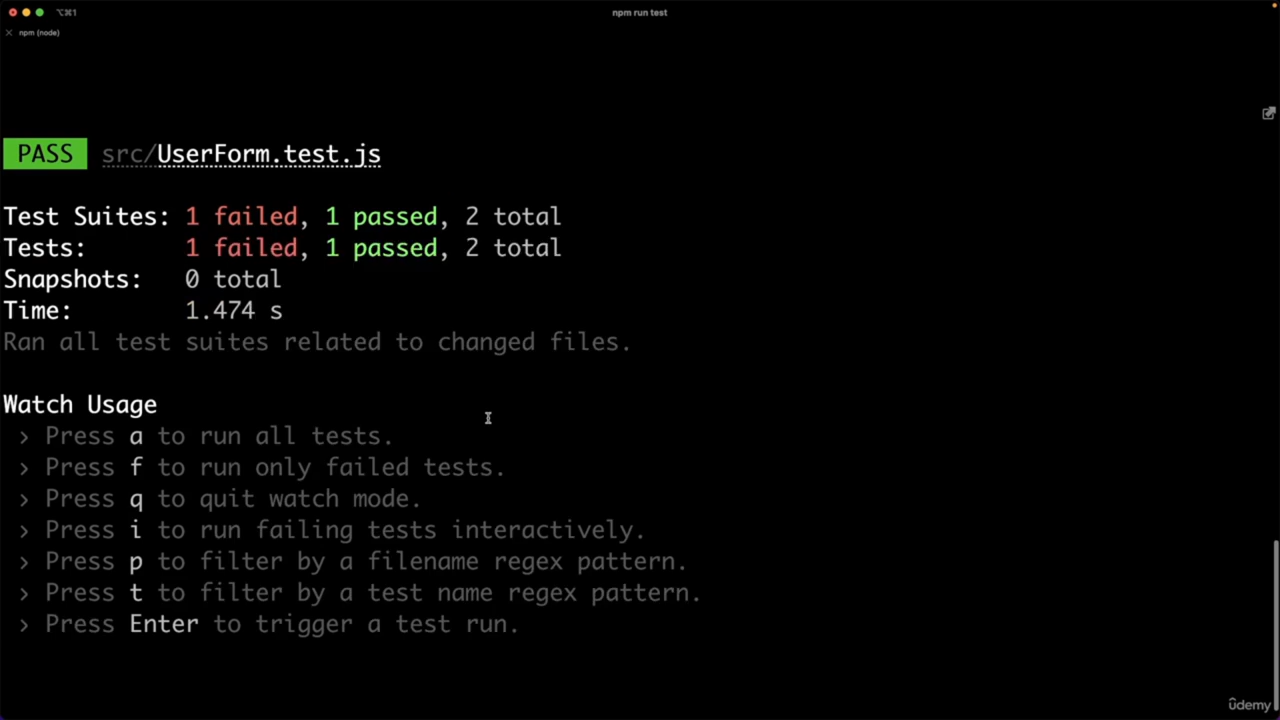 ⌥⌘1
npm run test
npm (node)
PASS src/UserForm.test.js
Test Suites: 1 failed, 1 passed, 2 total
Tests: 1 failed, 1 passed, 2 total
Snapshots: 0 total
Time: 1.474 s
Ran all test suites related to changed files.
Watch Usage
› Press a to run all tests.
› Press f to run only failed tests.
› Press q to quit watch mode.
› Press i to run failing tests interactively.
› Press p to filter by a filename regex pattern.
› Press t to filter by a test name regex pattern.
› Press Enter to trigger a test run.
ûdemy